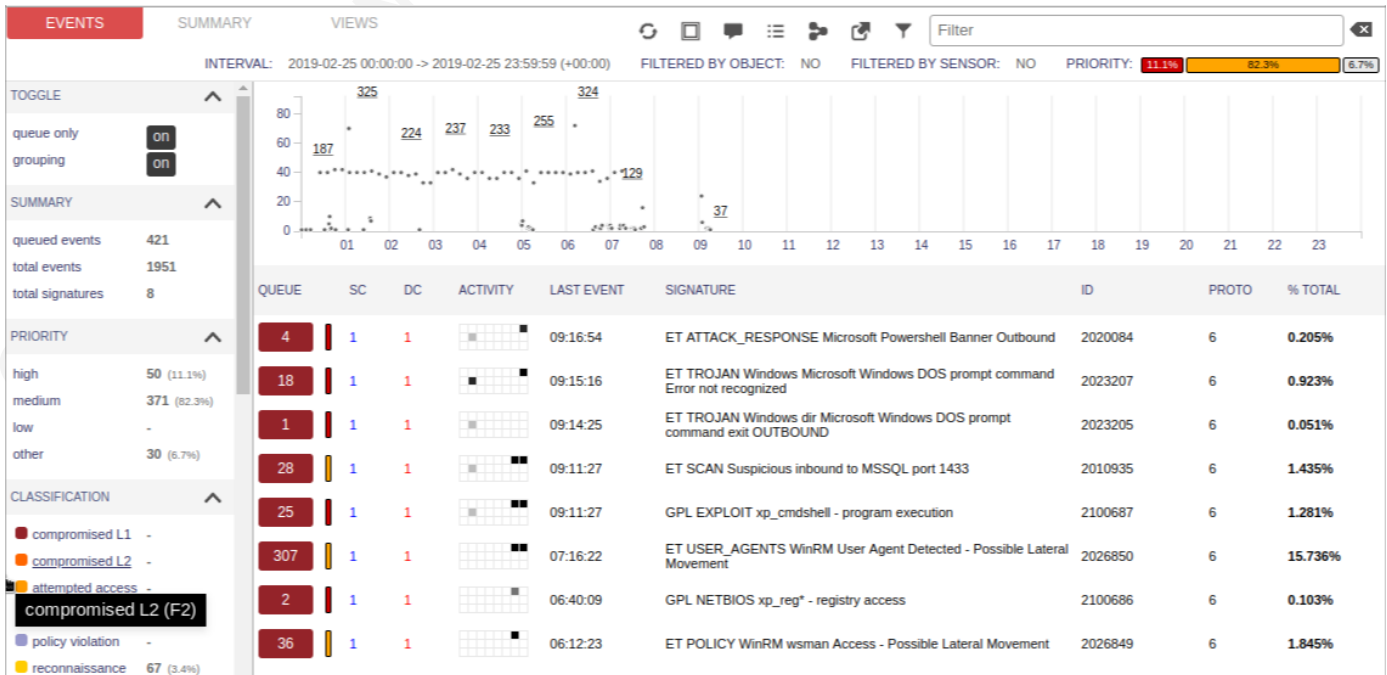 EVENTS SUMMARY VIEWS Filter
INTERVAL: 2019-02-25 00:00:00 -> 2019-02-25 23:59:59 (+00:00) FILTERED BY OBJECT: NO FILTERED BY SENSOR: NO PRIORITY: 11.1% 82.3% 6.7%
TOGGLE
queue only on
grouping on
SUMMARY
queued events 421
total events 1951
total signatures 8
PRIORITY
high 50 (11.1%)
medium 371 (82.3%)
low -
other 30 (6.7%)
CLASSIFICATION
compromised L1 -
compromised L2 -
attempted access -
compromised L2 (F2)
policy violation -
reconnaissance 67 (3.4%)
325 324
80
224 237 233 255
60
187
40
129
20
37
0
01 02 03 04 05 06 07 08 09 10 11 12 13 14 15 16 17 18 19 20 21 22 23
QUEUE SC DC ACTIVITY LAST EVENT SIGNATURE ID PROTO % TOTAL
4 1 1 09:16:54 ET ATTACK_RESPONSE Microsoft Powershell Banner Outbound 2020084 6 0.205%
18 1 1 09:15:16 ET TROJAN Windows Microsoft Windows DOS prompt command
Error not recognized 2023207 6 0.923%
1 1 1 09:14:25 ET TROJAN Windows dir Microsoft Windows DOS prompt
command exit OUTBOUND 2023205 6 0.051%
28 1 1 09:11:27 ET SCAN Suspicious inbound to MSSQL port 1433 2010935 6 1.435%
25 1 1 09:11:27 GPL EXPLOIT xp_cmdshell - program execution 2100687 6 1.281%
307 1 1 07:16:22 ET USER_AGENTS WinRM User Agent Detected - Possible Lateral
Movement 2026850 6 15.736%
2 1 1 06:40:09 GPL NETBIOS xp_reg* - registry access 2100686 6 0.103%
36 1 1 06:12:23 ET POLICY WinRM wsman Access - Possible Lateral Movement 2026849 6 1.845%